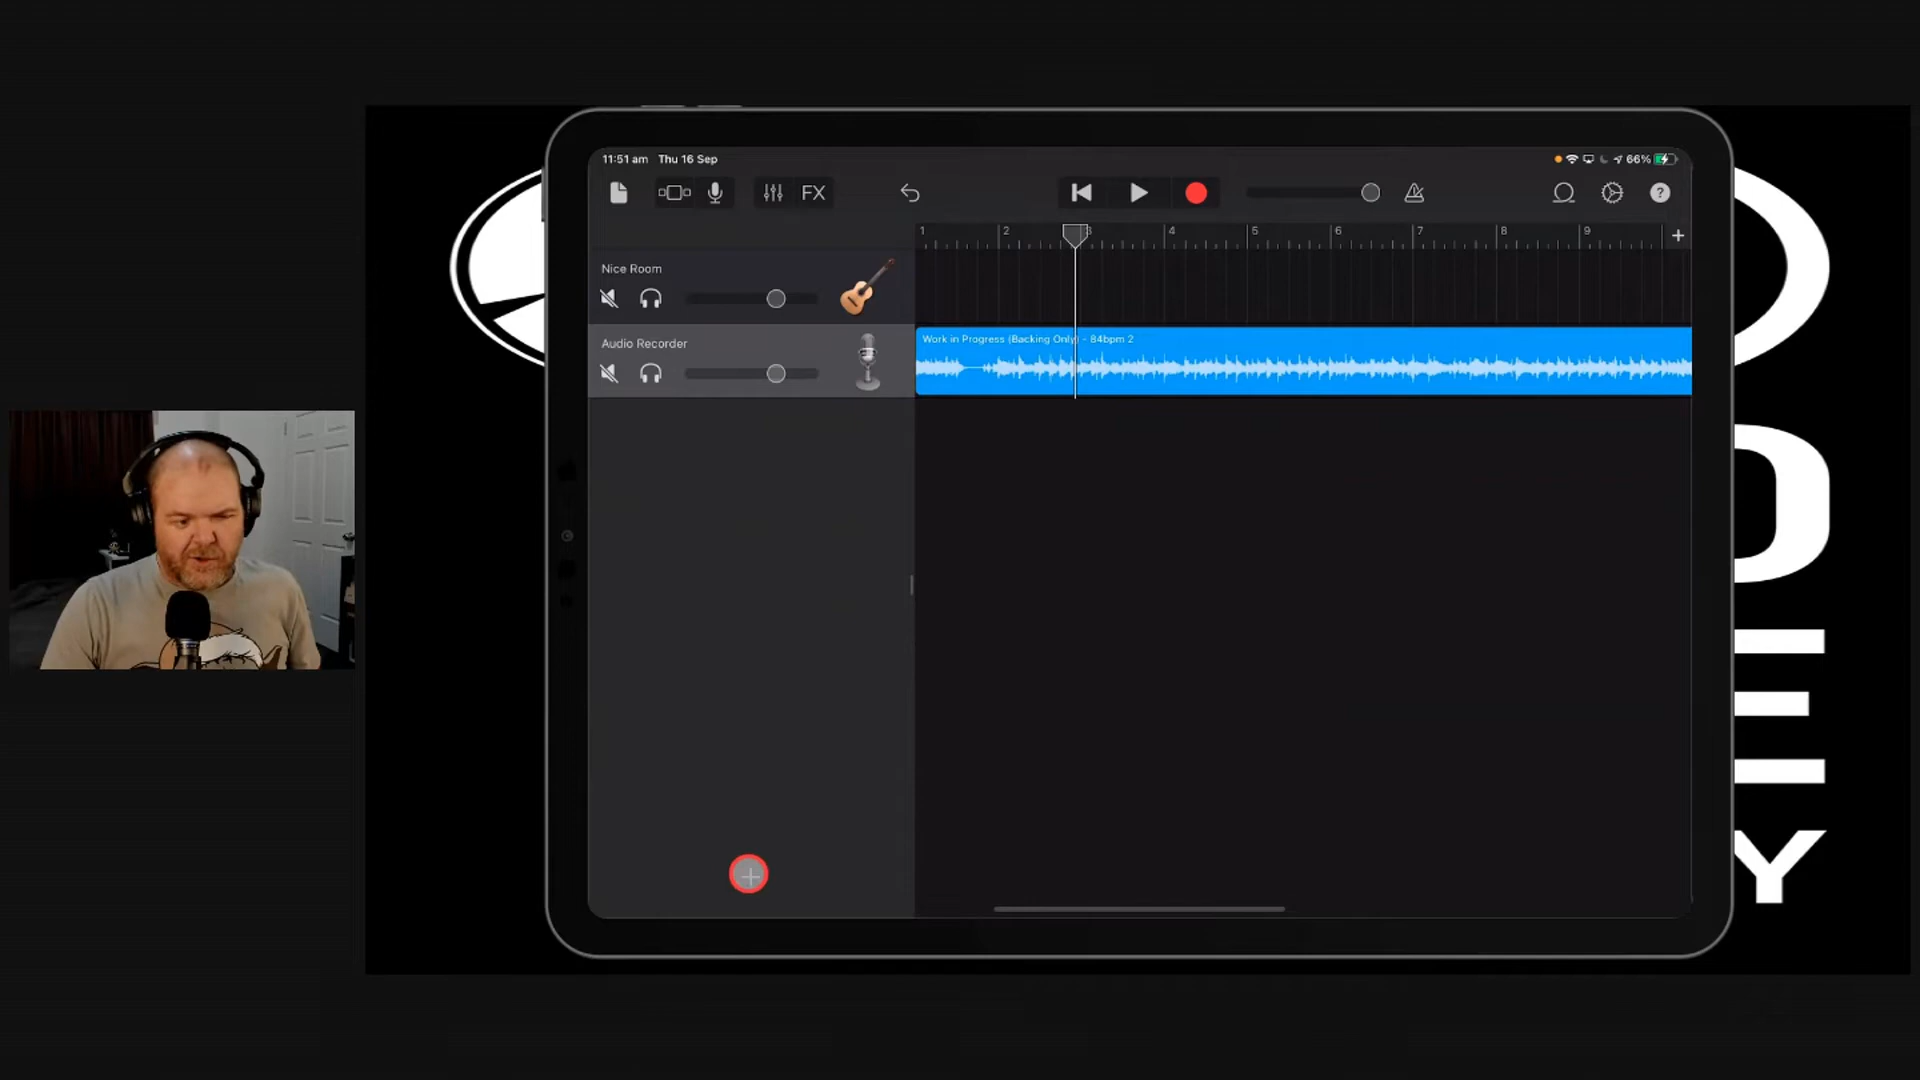 11:51 am Thu 16 Sep
66%
FX
?
1 2 3 4 5 6 7 8 9
Nice Room
Audio Recorder
Work in Progress (Backing Only) - 84bpm 2
D
E
E
Y